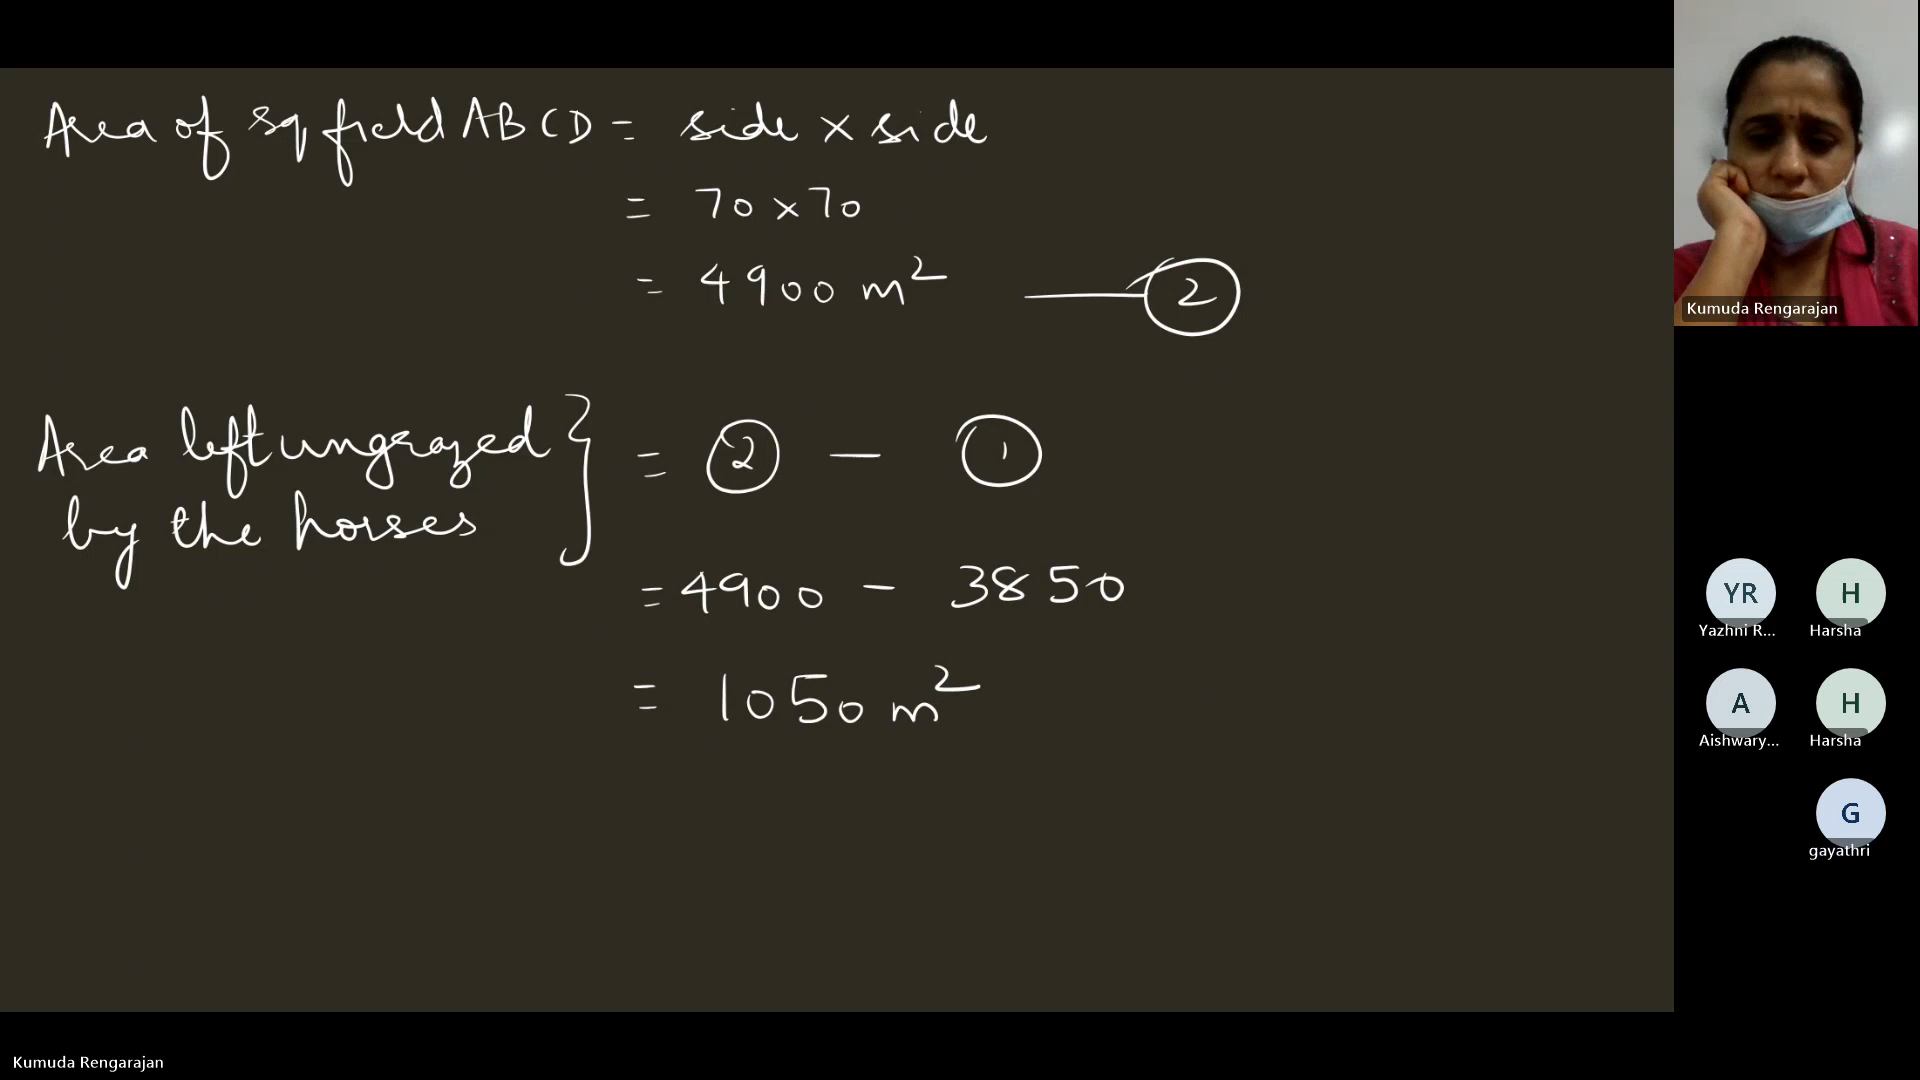 Area of sq field ABCD = side × side
= 70 × 70
= 4900 m² — 2
Area left ungrazed
by the horses } = 2 − 1
= 4900 − 3850
= 1050 m²
Kumuda Rengarajan
YR
Yazhni R...
H
Harsha
A
Aishwary...
H
Harsha
G
gayathri
Kumuda Rengarajan